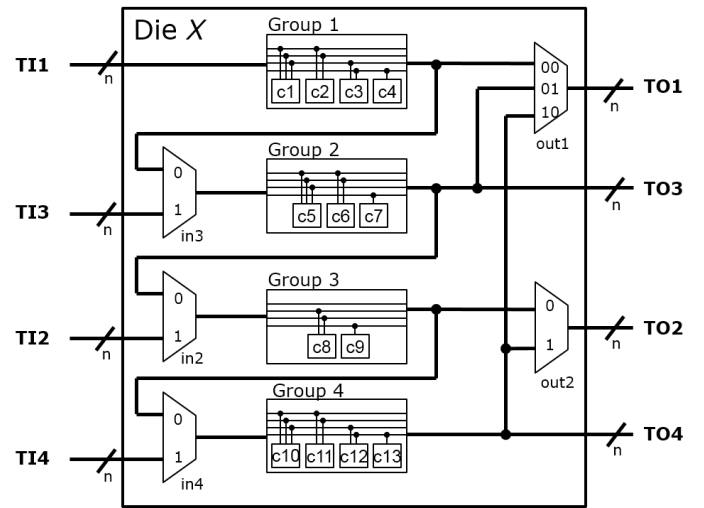 Die X
Group 1
TI1
n
c1 c2 c3 c4
00
01
10
out1
TO1
n
Group 2
0
1
in3
TI3
n
c5 c6 c7
TO3
n
Group 3
0
1
in2
TI2
n
c8 c9
0
1
out2
TO2
n
Group 4
0
1
in4
TI4
n
c10 c11 c12 c13
TO4
n